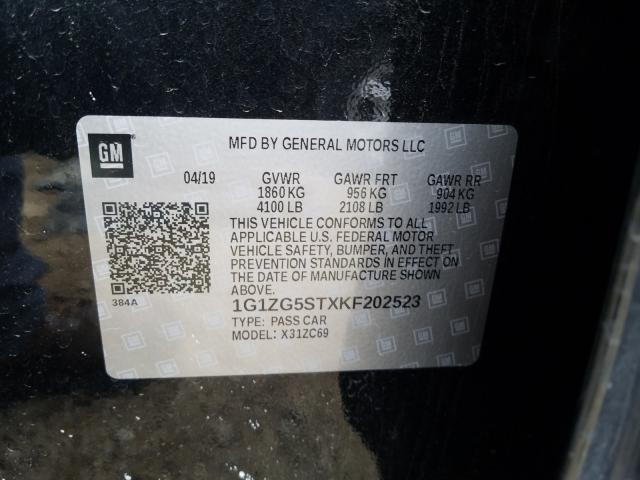 GM
MFD BY GENERAL MOTORS LLC
04/19 GVWR GAWR FRT GAWR RR
1860 KG 956 KG 904 KG
4100 LB 2108 LB 1992 LB
THIS VEHICLE CONFORMS TO ALL
APPLICABLE U.S. FEDERAL MOTOR
VEHICLE SAFETY, BUMPER, AND THEFT
PREVENTION STANDARDS IN EFFECT ON
THE DATE OF MANUFACTURE SHOWN
ABOVE.
384A
1G1ZG5STXKF202523
TYPE: PASS CAR
MODEL: X31ZC69